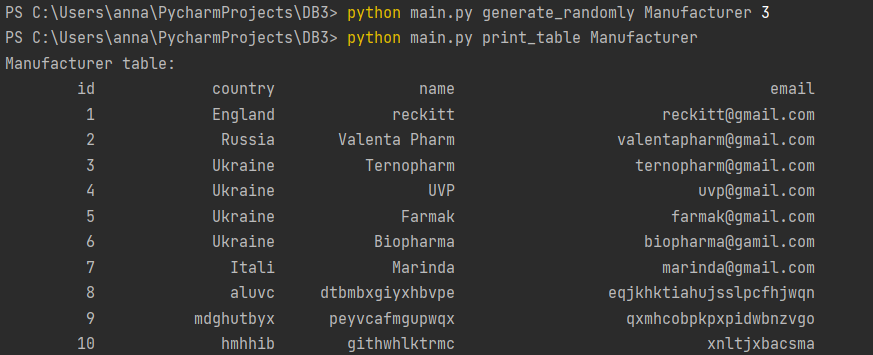 PS C:\Users\anna\PycharmProjects\DB3> python main.py generate_randomly Manufacturer 3
PS C:\Users\anna\PycharmProjects\DB3> python main.py print_table Manufacturer
Manufacturer table:
id country name email
1 England reckitt reckitt@gmail.com
2 Russia Valenta Pharm valentapharm@gmail.com
3 Ukraine Ternopharm ternopharm@gmail.com
4 Ukraine UVP uvp@gmail.com
5 Ukraine Farmak farmak@gmail.com
6 Ukraine Biopharma biopharma@gamil.com
7 Itali Marinda marinda@gmail.com
8 aluvc dtbmbxgiyxhbvpe eqjkhktiahujsslpcfhjwqn
9 mdghutbyx peyvcafmgupwqx qxmhcobpkpxpidwbnzvgo
10 hmhhib githwhlktrmc xnltjxbacsma